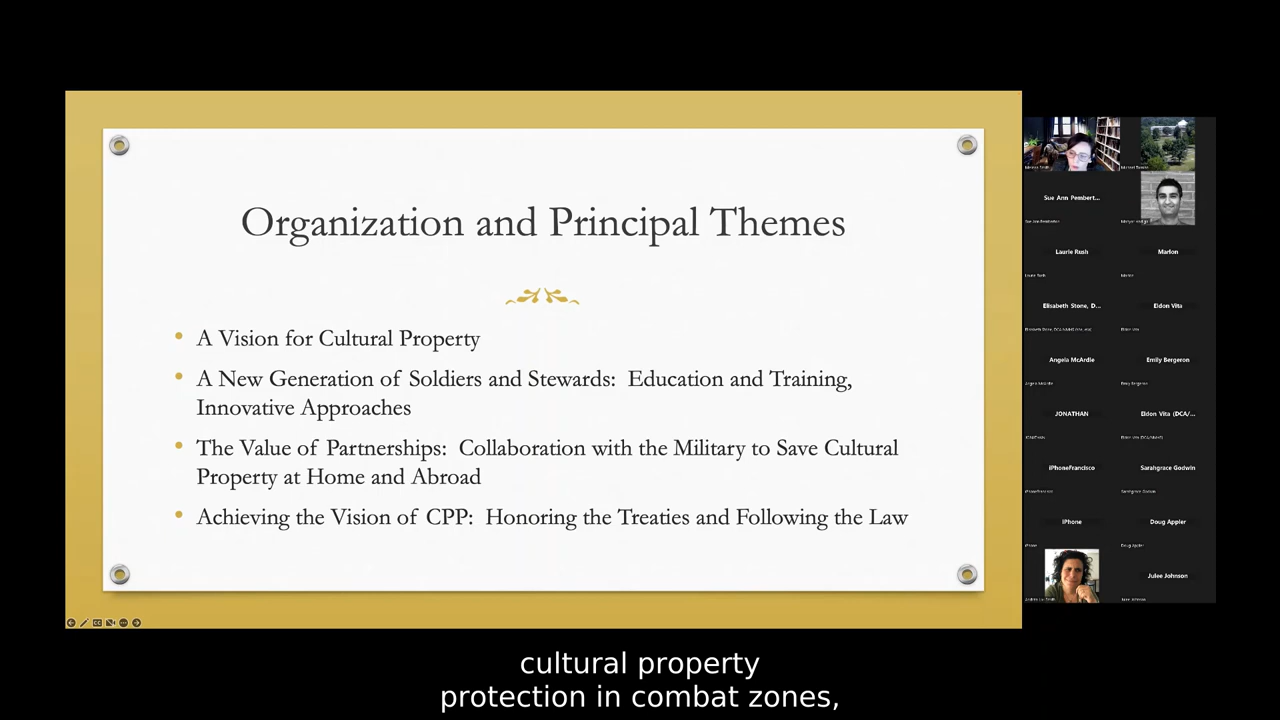 Organization and Principal Themes
A Vision for Cultural Property
A New Generation of Soldiers and Stewards: Education and Training,
Innovative Approaches
The Value of Partnerships: Collaboration with the Military to Save Cultural
Property at Home and Abroad
Achieving the Vision of CPP: Honoring the Treaties and Following the Law
Sue Ann Pembert...
Laurie Rush
Marlon
Elisabeth Stone, D...
Eldon Vita
Angela McArdle
Emily Bergeron
JONATHAN
Eldon Vita (DCA/...
iPhoneFrancisco
Sarahgrace Godwin
iPhone
Doug Appler
Julee Johnson
cultural property
protection in combat zones,